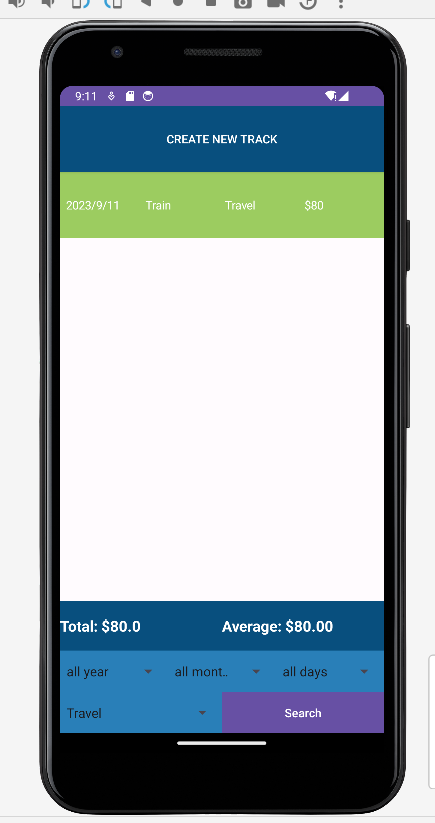 9:11
CREATE NEW TRACK
2023/9/11 Train Travel $80
Total: $80.0 Average: $80.00
all year all mont.. all days
Travel Search